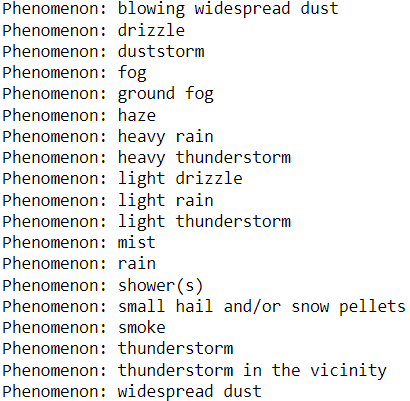 Phenomenon: blowing widespread dust
Phenomenon: drizzle
Phenomenon: duststorm
Phenomenon: fog
Phenomenon: ground fog
Phenomenon: haze
Phenomenon: heavy rain
Phenomenon: heavy thunderstorm
Phenomenon: light drizzle
Phenomenon: light rain
Phenomenon: light thunderstorm
Phenomenon: mist
Phenomenon: rain
Phenomenon: shower(s)
Phenomenon: small hail and/or snow pellets
Phenomenon: smoke
Phenomenon: thunderstorm
Phenomenon: thunderstorm in the vicinity
Phenomenon: widespread dust